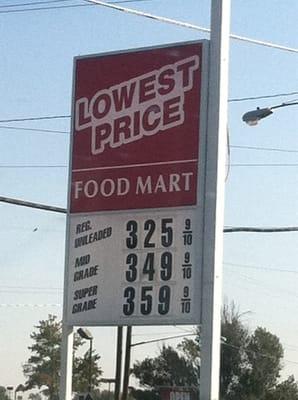 LOWEST
PRICE
FOOD MART
REG.
UNLEADED 325 9/10
MID
GRADE 349 9/10
SUPER
GRADE 359 9/10
OPEN